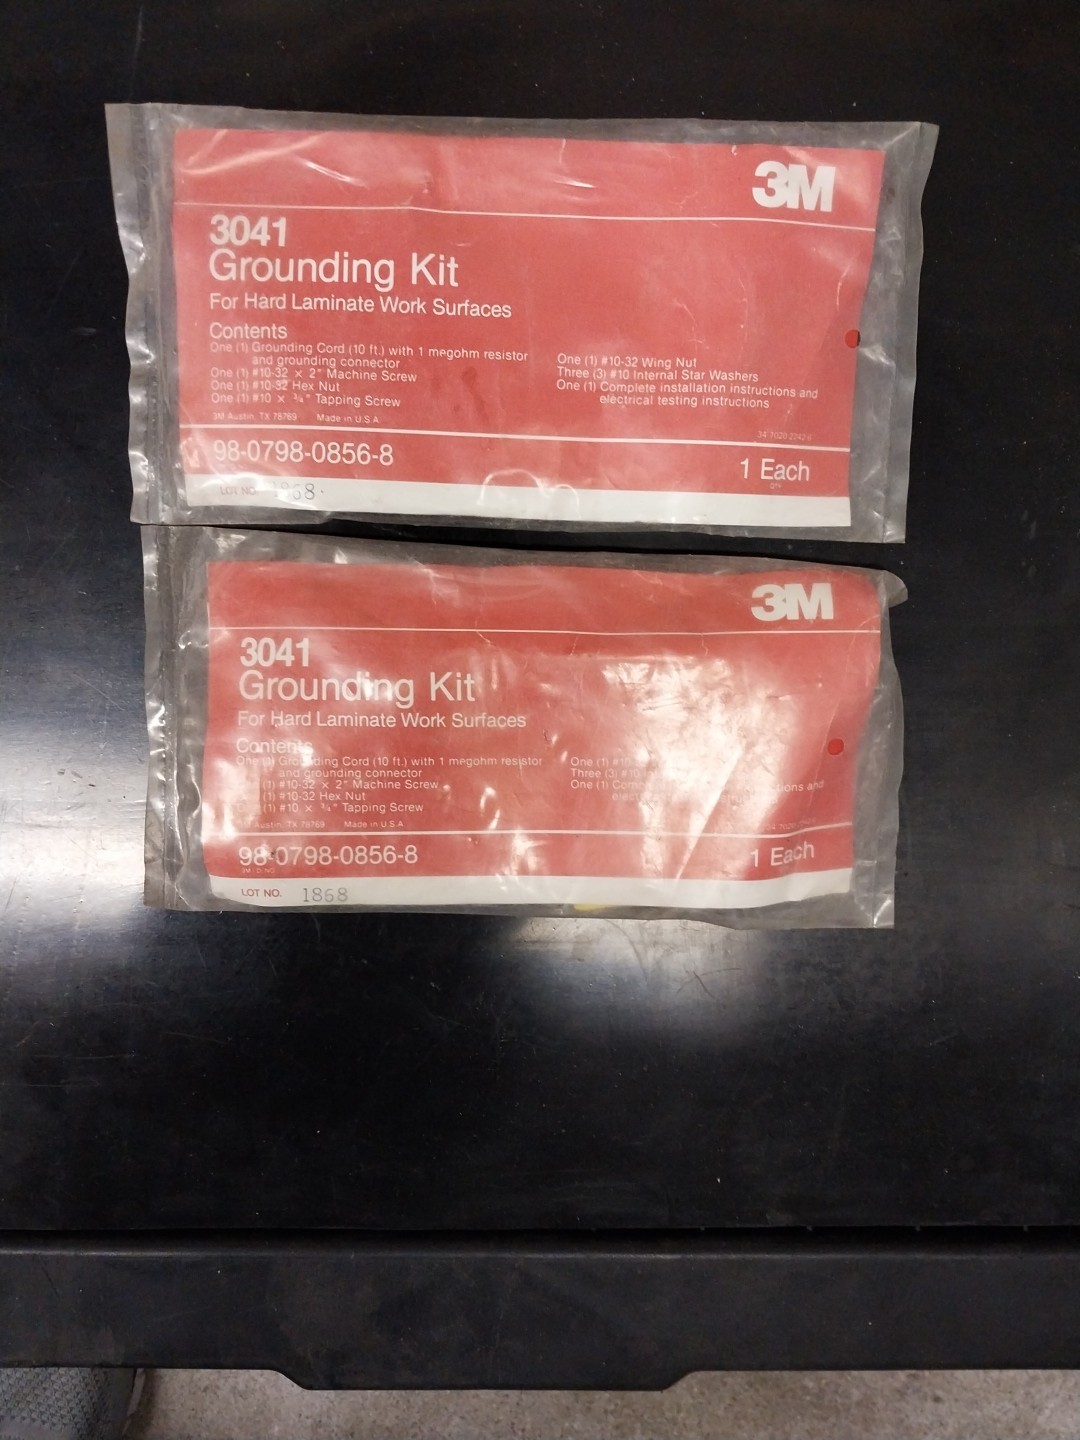 3M
3041
Grounding Kit
For Hard Laminate Work Surfaces
Contents
One (1) Grounding Cord (10 ft.) with 1 megohm resistor
and grounding connector
One (1) #10-32 × 2" Machine Screw
One (1) #10-32 Hex Nut
One (1) #10 × ¾" Tapping Screw
One (1) #10-32 Wing Nut
Three (3) #10 Internal Star Washers
One (1) Complete installation instructions and
electrical testing instructions
3M Austin, TX 78769 Made in U.S.A.
98-0798-0856-8
1 Each
LOT NO. 1868
3M
3041
Grounding Kit
For Hard Laminate Work Surfaces
Contents
One (1) Grounding Cord (10 ft.) with 1 megohm resistor
and grounding connector
(1) #10-32 × 2" Machine Screw
(1) #10-32 Hex Nut
(1) #10 × ¾" Tapping Screw
One (1) #10
Three (3) #10
One (1) and
Austin, TX 78769 Made in U.S.A.
98-0798-0856-8
1 Each
LOT NO. 1868